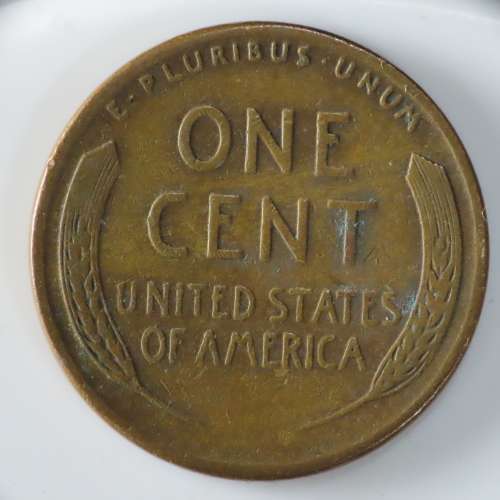 E·PLURIBUS·UNUM
ONE
CENT
UNITED STATES
OF AMERICA